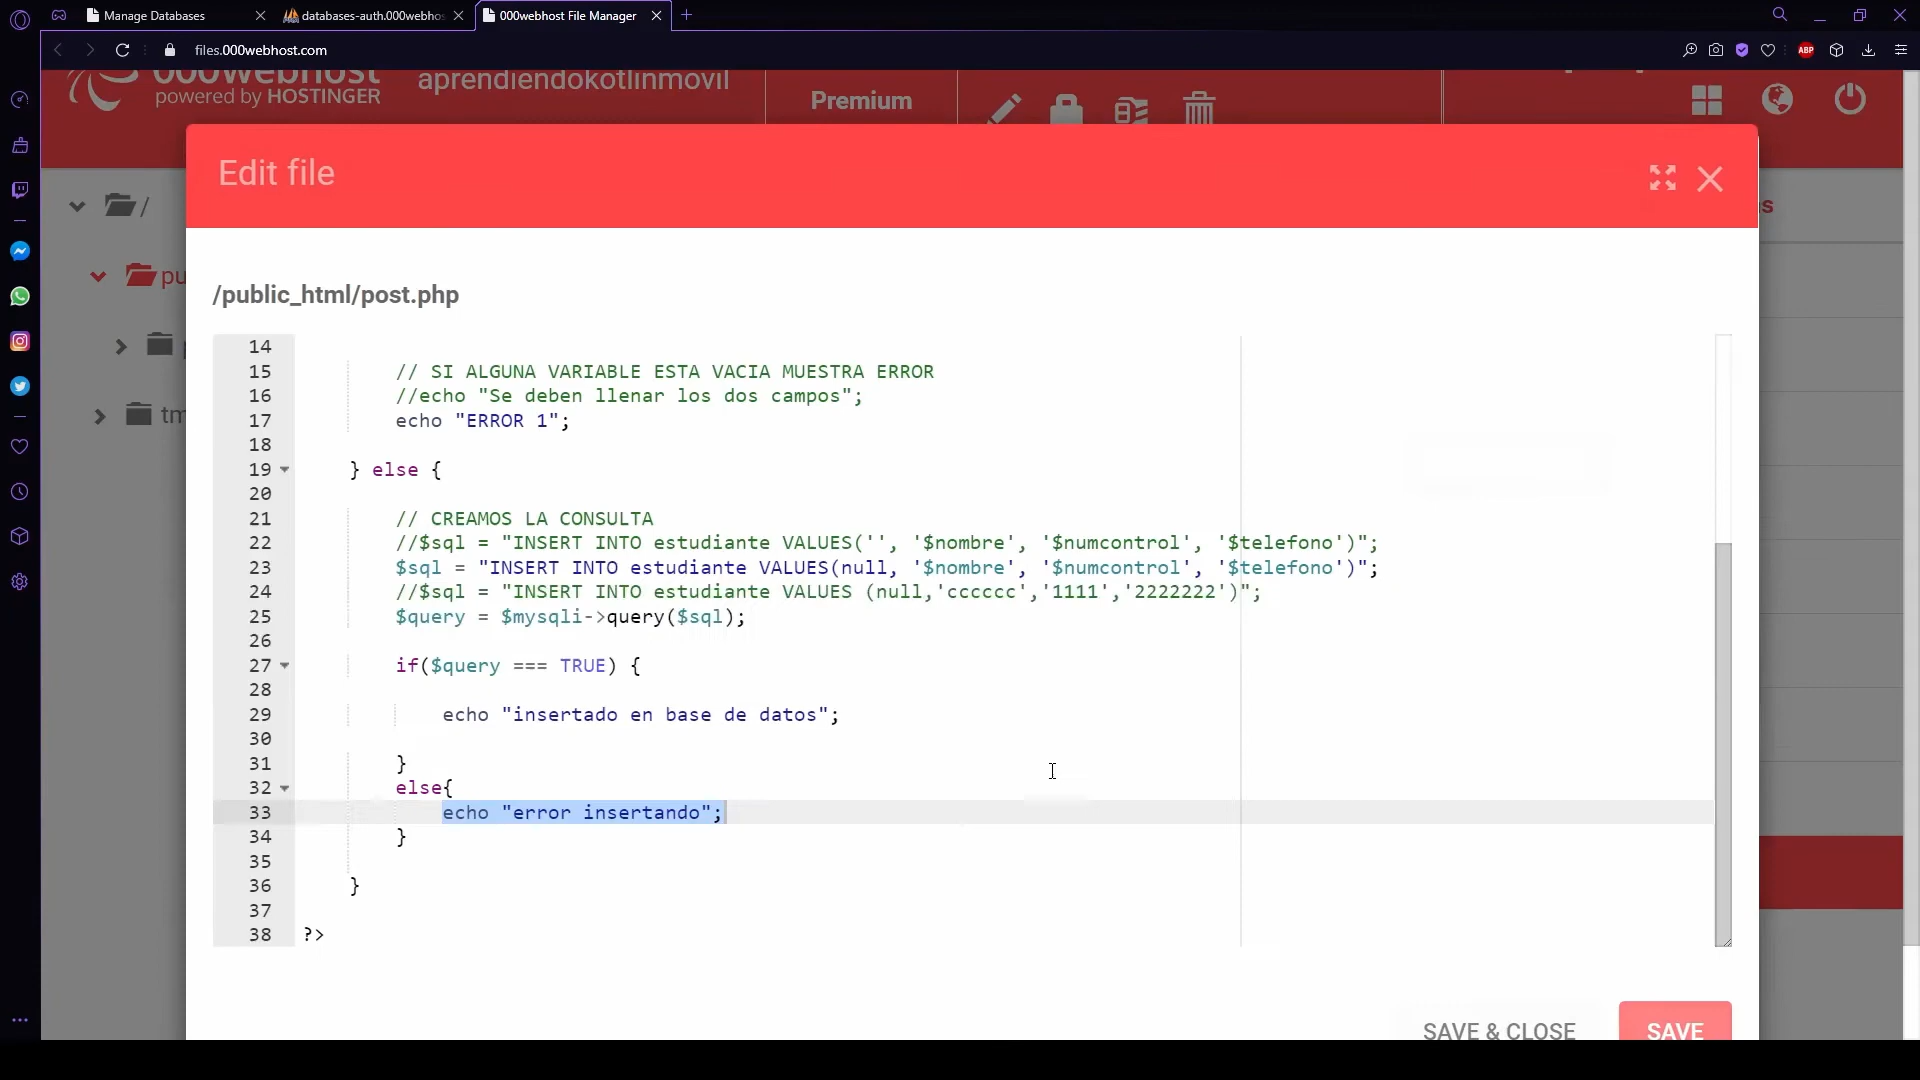 Manage Databases
databases-auth.000webhos
000webhost File Manager
files.000webhost.com
ABP
000webhost
powered by HOSTINGER
aprendiendokotlinmovil
Premium
Edit file
/
pu
tm
s
/public_html/post.php
14
15 // SI ALGUNA VARIABLE ESTA VACIA MUESTRA ERROR
16 //echo "Se deben llenar los dos campos";
17 echo "ERROR 1";
18
19 } else {
20
21 // CREAMOS LA CONSULTA
22 //$sql = "INSERT INTO estudiante VALUES('', '$nombre', '$numcontrol', '$telefono')";
23 $sql = "INSERT INTO estudiante VALUES(null, '$nombre', '$numcontrol', '$telefono')";
24 //$sql = "INSERT INTO estudiante VALUES (null,'cccccc','1111','2222222')";
25 $query = $mysqli->query($sql);
26
27 if($query === TRUE) {
28
29 echo "insertado en base de datos";
30
31 }
32 else{
33 echo "error insertando";
34 }
35
36 }
37
38 ?>
SAVE & CLOSE
SAVE